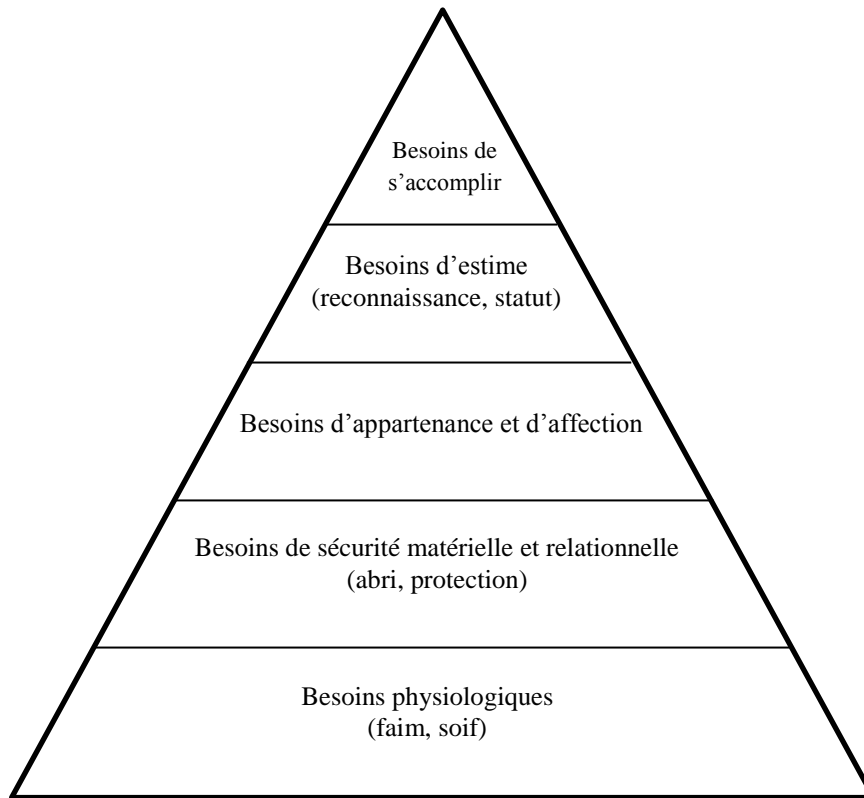 Besoins de
s’accomplir
Besoins d’estime
(reconnaissance, statut)
Besoins d’appartenance et d’affection
Besoins de sécurité matérielle et relationnelle
(abri, protection)
Besoins physiologiques
(faim, soif)